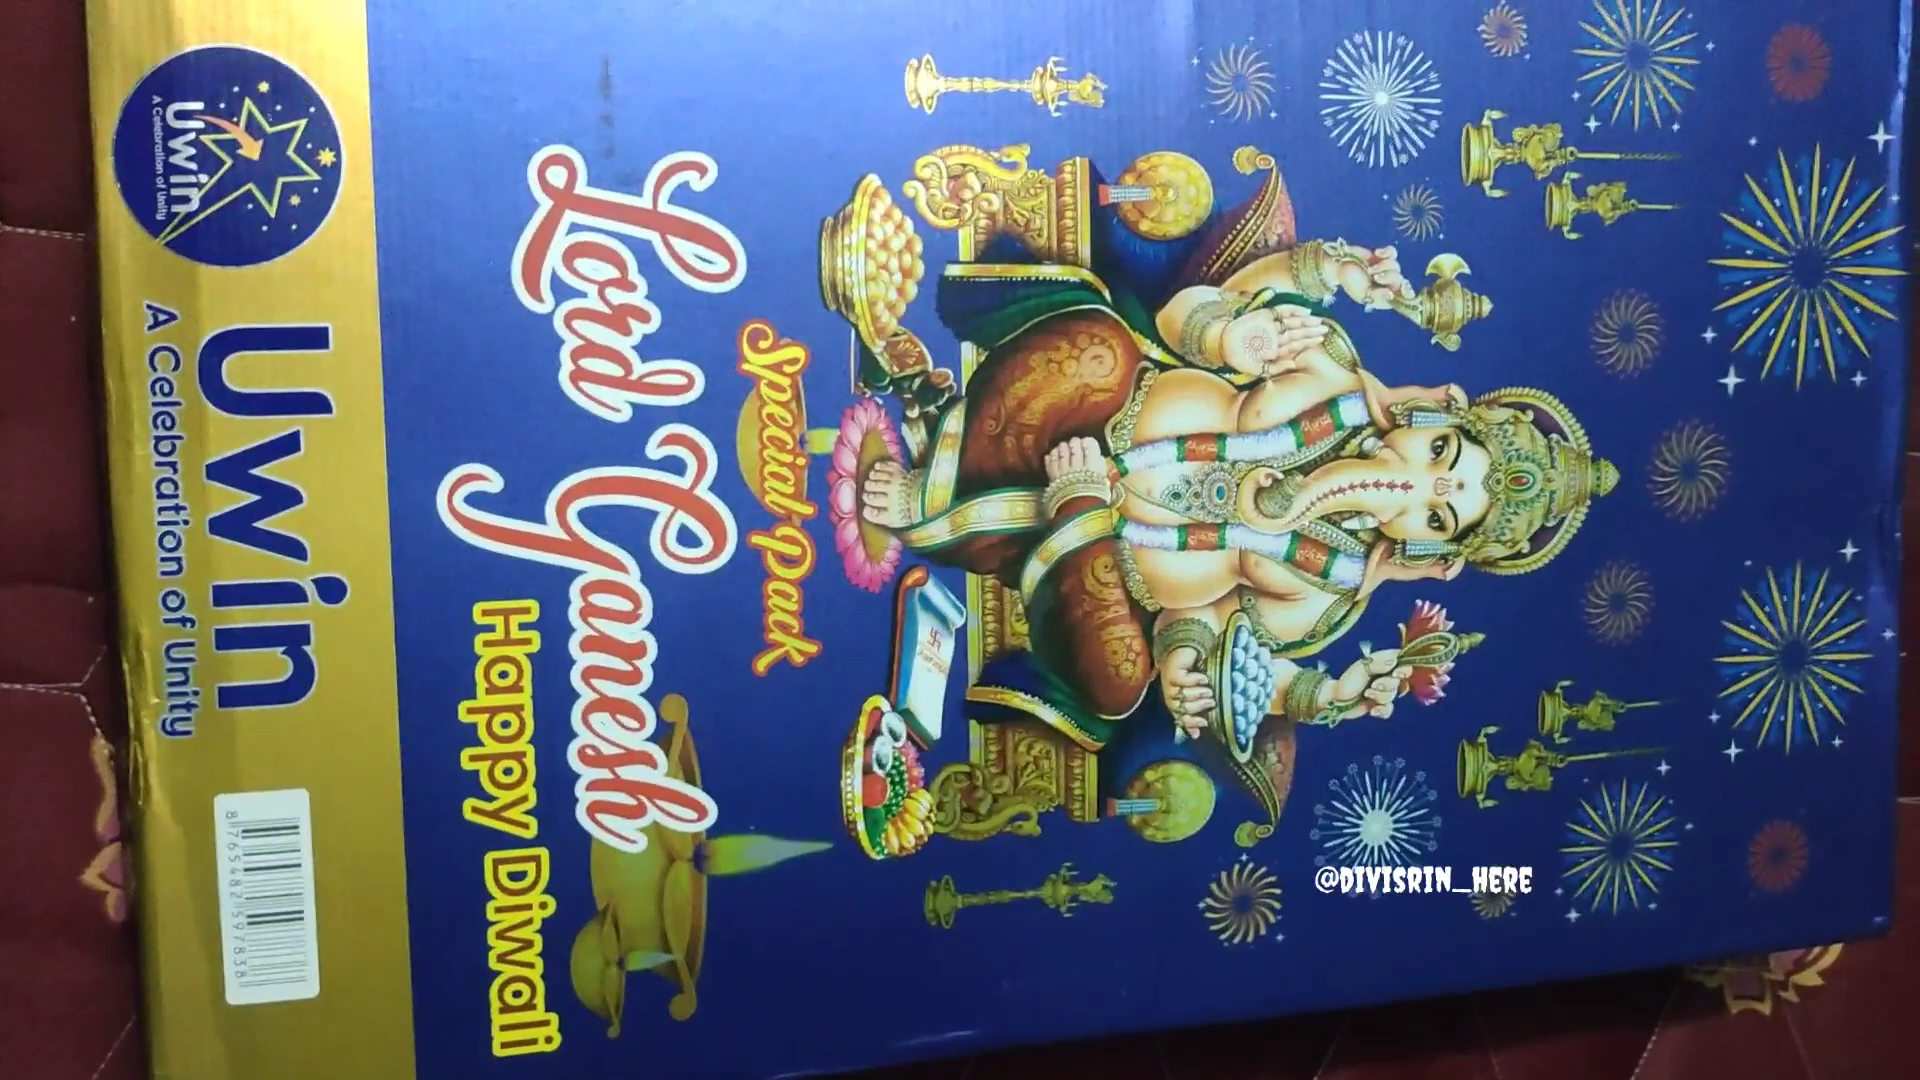 @DIVISRIN_HERE
Special Pack
Lord Ganesh
Happy Diwali
Uwin
A Celebration of Unity
Uwin
A Celebration of Unity
8765482597838